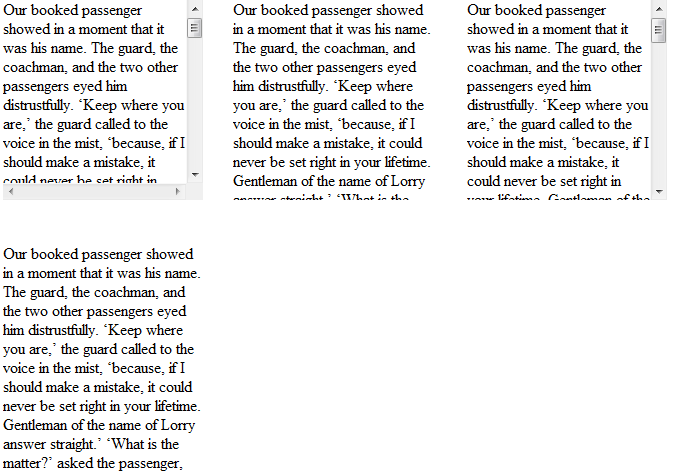 Our booked passenger
showed in a moment that it
was his name. The guard, the
coachman, and the two other
passengers eyed him
distrustfully. ‘Keep where you
are,’ the guard called to the
voice in the mist, ‘because, if I
should make a mistake, it
could never be set right in
Our booked passenger showed
in a moment that it was his name.
The guard, the coachman, and
the two other passengers eyed
him distrustfully. ‘Keep where
you are,’ the guard called to the
voice in the mist, ‘because, if I
should make a mistake, it could
never be set right in your lifetime.
Gentleman of the name of Lorry
answer straight.’ ‘What is the
Our booked passenger
showed in a moment that it
was his name. The guard, the
coachman, and the two other
passengers eyed him
distrustfully. ‘Keep where you
are,’ the guard called to the
voice in the mist, ‘because, if I
should make a mistake, it
could never be set right in
your lifetime. Gentleman of the
Our booked passenger showed
in a moment that it was his name.
The guard, the coachman, and
the two other passengers eyed
him distrustfully. ‘Keep where
you are,’ the guard called to the
voice in the mist, ‘because, if I
should make a mistake, it could
never be set right in your lifetime.
Gentleman of the name of Lorry
answer straight.’ ‘What is the
matter?’ asked the passenger,